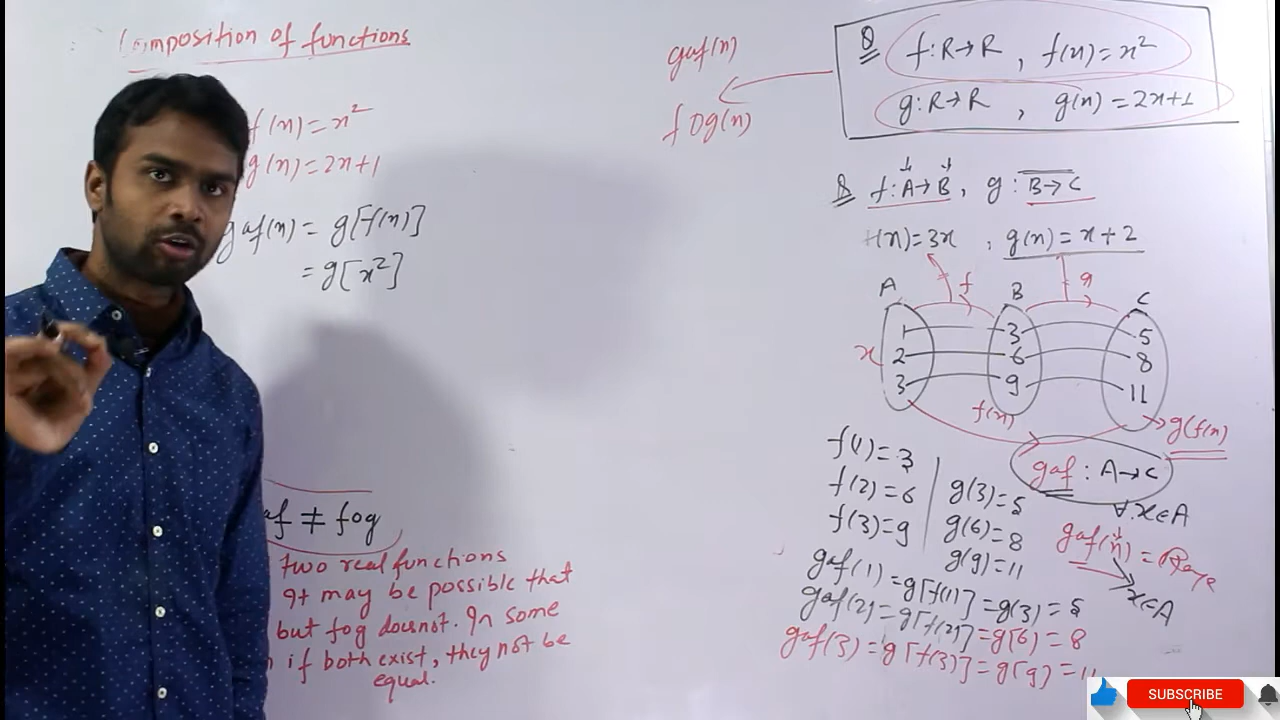 Composition of functions
f(x) = x²
g(x) = 2x+1
gof(x) = g[f(x)]
= g[x²]
of ≠ fog
two real functions
It may be possible that
but fog doesnot. In some
if both exist, they not be
equal.
gof(x)
fog(x)
Q f: R→R , f(x) = x²
g: R→R , g(x) = 2x+1
Q f: A→B , g: B→C
f(x) = 3x , g(x) = x+2
f g
A B C
1 3 5
x 2 6 8
3 9 11
f(x) g(f(x)
gof : A→C
∀ x∈A
f(1) = 3
f(2) = 6
f(3) = 9
g(3) = 5
g(6) = 8
g(9) = 11
gof(x) = Range
x∈A
gof(1) = g[f(1)] = g(3) = 5
gof(2) = g[f(2)] = g[6) = 8
gof(3) = g[f(3)] = g(9) = 11
SUBSCRIBE